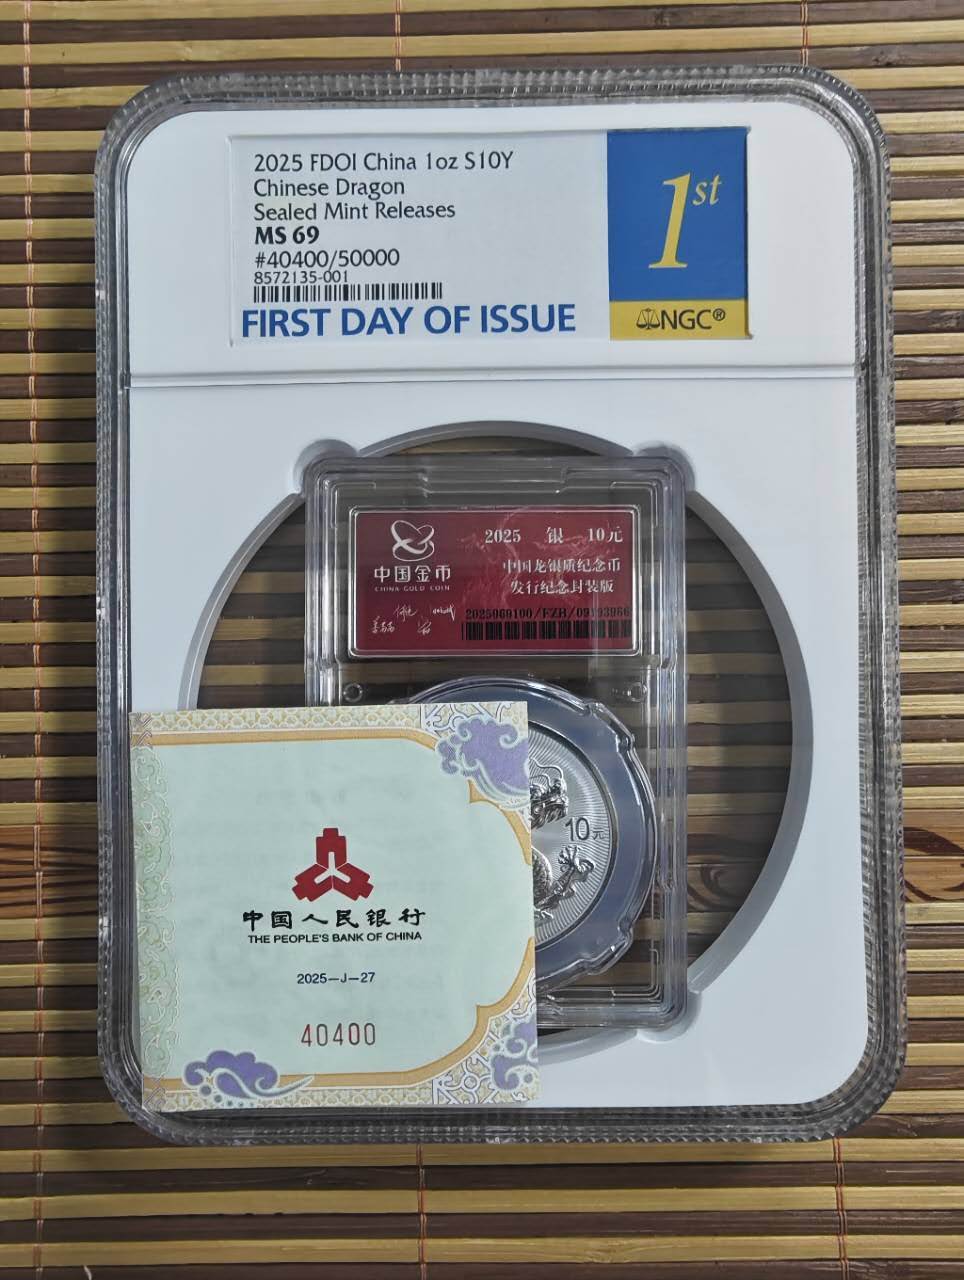 2025 FDOI China 1oz S10Y
Chinese Dragon
Sealed Mint Releases
MS 69
#40400/50000
8572135-001
FIRST DAY OF ISSUE
1st
NGC®
中国金币
CHINA GOLD COIN
2025 银 10元
中国龙银质纪念币
发行纪念封装版
10元
中国人民银行
THE PEOPLE'S BANK OF CHINA
2025-J-27
40400